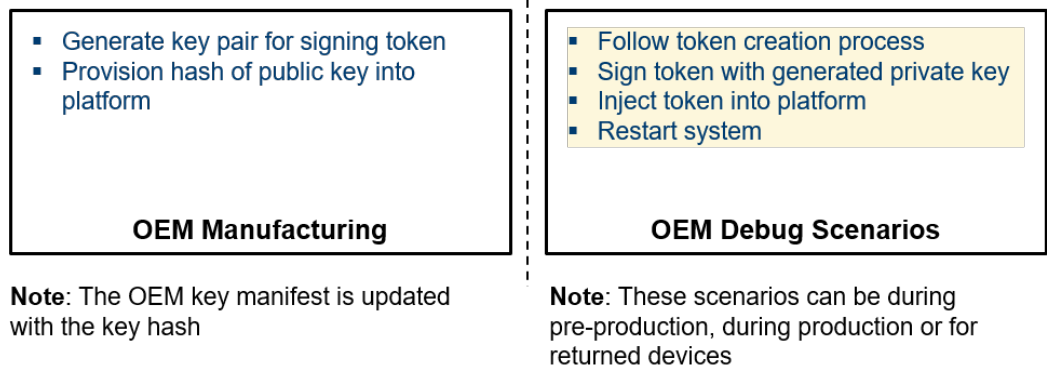 ▪ Generate key pair for signing token
▪ Provision hash of public key into
platform
OEM Manufacturing
Note: The OEM key manifest is updated
with the key hash
▪ Follow token creation process
▪ Sign token with generated private key
▪ Inject token into platform
▪ Restart system
OEM Debug Scenarios
Note: These scenarios can be during
pre-production, during production or for
returned devices